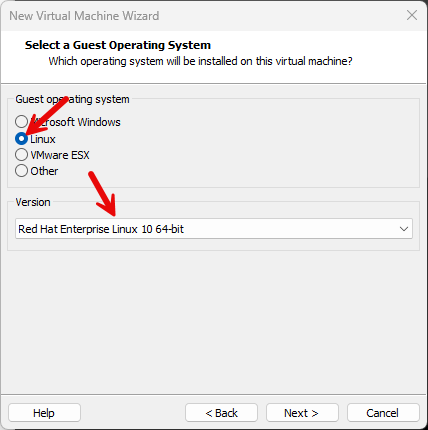 New Virtual Machine Wizard
Select a Guest Operating System
Which operating system will be installed on this virtual machine?
Guest operating system
Microsoft Windows
Linux
VMware ESX
Other
Version
Red Hat Enterprise Linux 10 64-bit
Help
< Back
Next >
Cancel